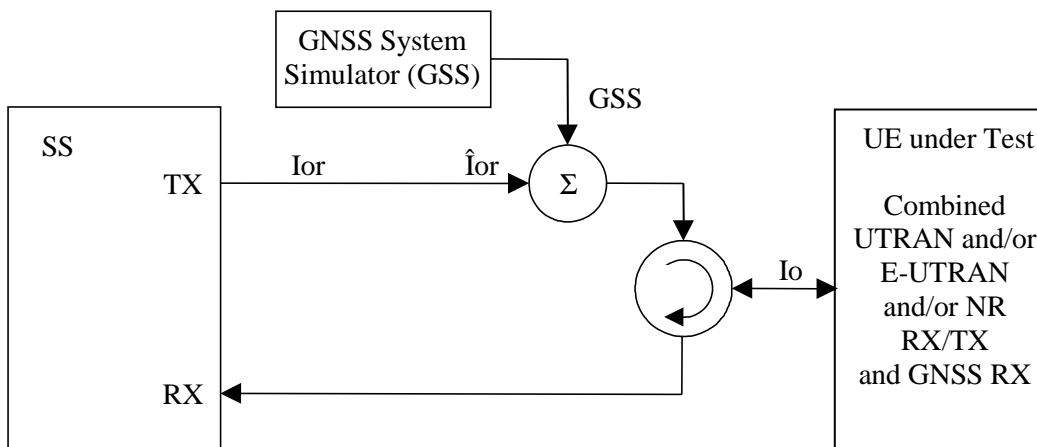 GNSS System
Simulator (GSS)
GSS
SS
TX
Ior
Îor
Σ
UE under Test
Combined
UTRAN and/or
E-UTRAN
and/or NR
RX/TX
and GNSS RX
Io
RX